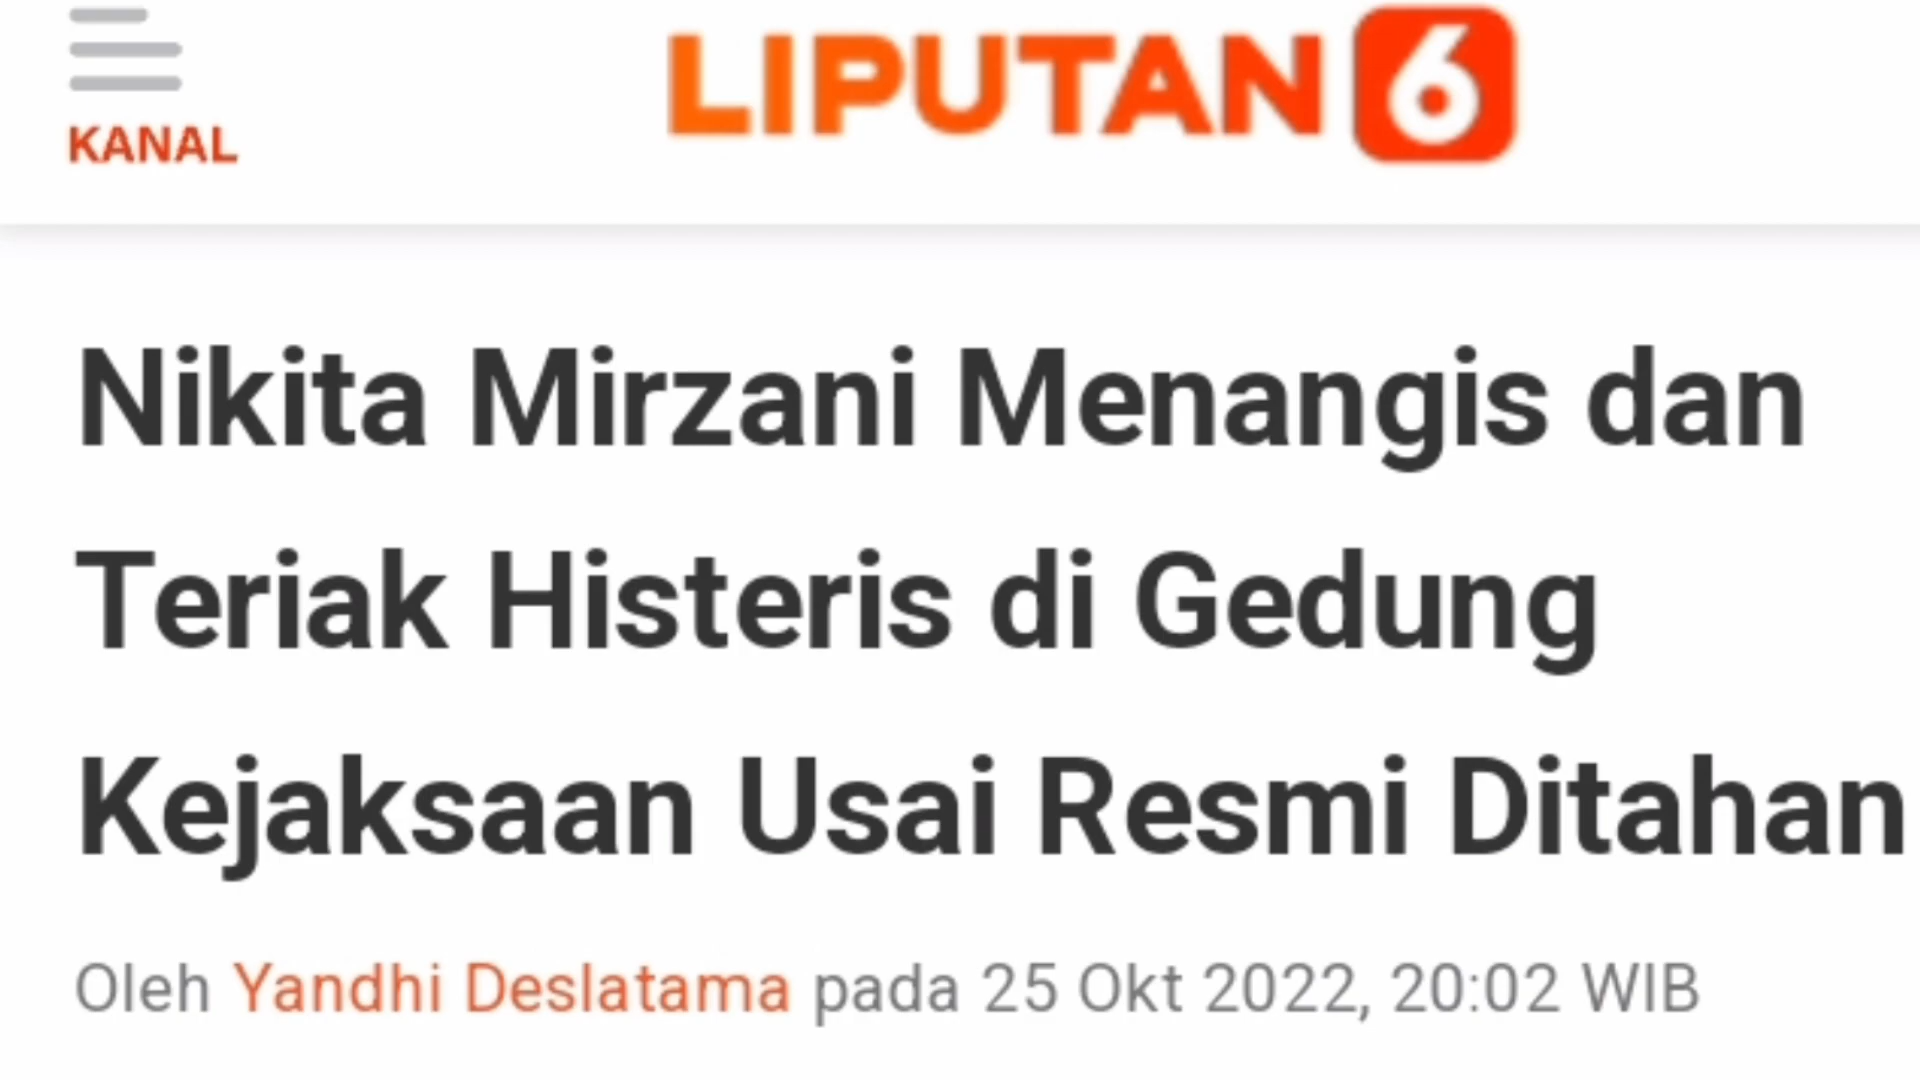 KANAL
LIPUTAN 6
Nikita Mirzani Menangis dan
Teriak Histeris di Gedung
Kejaksaan Usai Resmi Ditahan
Oleh Yandhi Deslatama pada 25 Okt 2022, 20:02 WIB